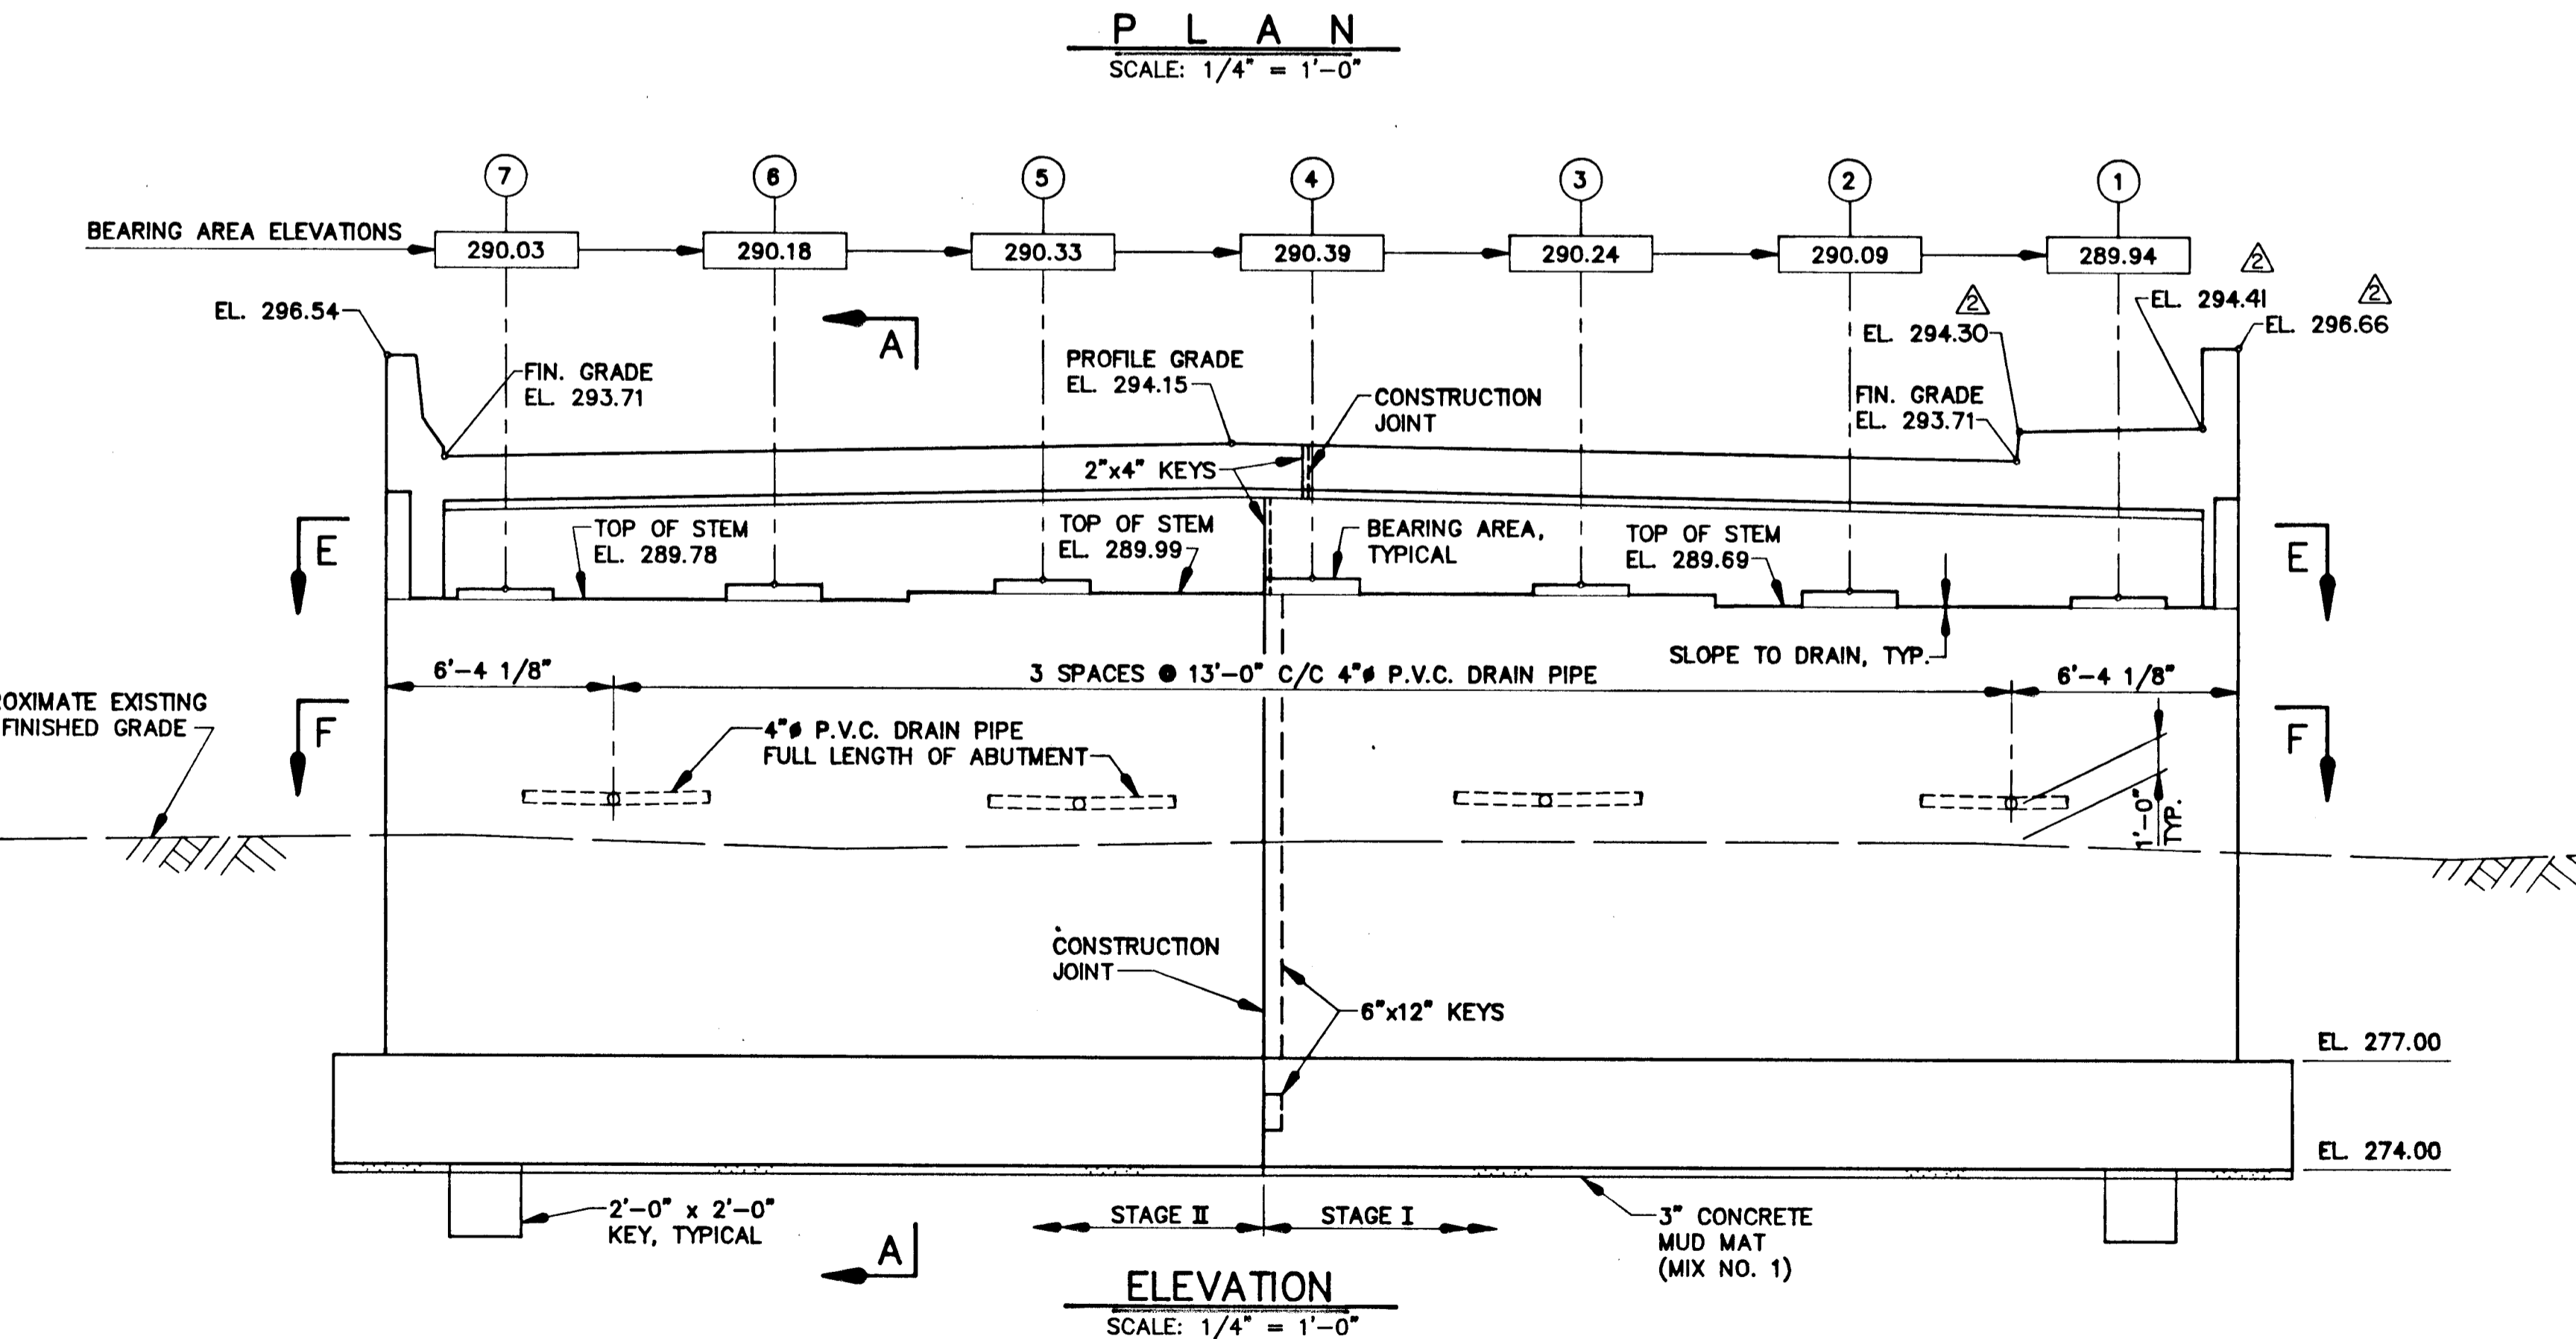 P L A N
SCALE: 1/4" = 1'-0"
7 6 5 4 3 2 1
BEARING AREA ELEVATIONS
290.03 290.18 290.33 290.39 290.24 290.09 289.94
2
2
2
EL. 296.54
A
EL. 294.41
EL. 296.66
EL. 294.30
FIN. GRADE
EL. 293.71
PROFILE GRADE
EL. 294.15
CONSTRUCTION
JOINT
FIN. GRADE
EL. 293.71
2"x4" KEYS
E
TOP OF STEM
EL. 289.78
TOP OF STEM
EL. 289.99
BEARING AREA,
TYPICAL
TOP OF STEM
EL. 289.69
E
SLOPE TO DRAIN, TYP.
6'-4 1/8"
3 SPACES @ 13'-0" C/C 4"ø P.V.C. DRAIN PIPE
6'-4 1/8"
OXIMATE EXISTING
FINISHED GRADE
F
4"ø P.V.C. DRAIN PIPE
FULL LENGTH OF ABUTMENT
F
1'-0"
TYP.
CONSTRUCTION
JOINT
6"x12" KEYS
EL. 277.00
EL. 274.00
2'-0" x 2'-0"
KEY, TYPICAL
STAGE II
STAGE I
3" CONCRETE
MUD MAT
(MIX NO. 1)
A
ELEVATION
SCALE: 1/4" = 1'-0"